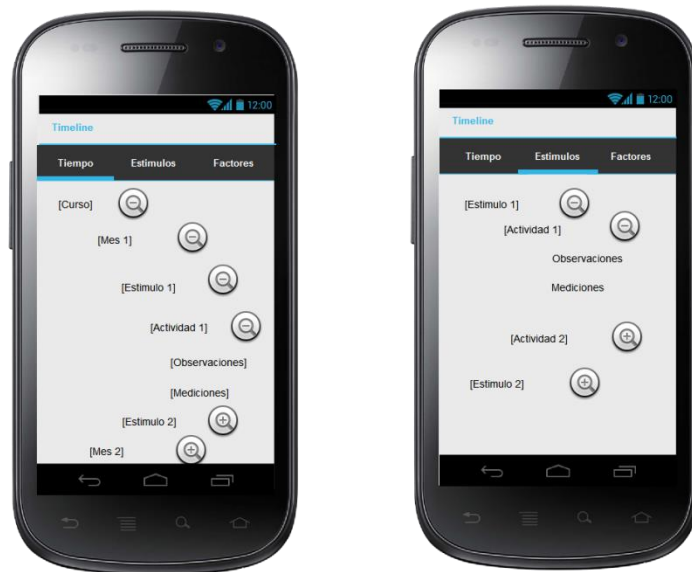 12:00
Timeline
Tiempo Estimulos Factores
[Curso]
[Mes 1]
[Estimulo 1]
[Actividad 1]
[Observaciones]
[Mediciones]
[Estimulo 2]
[Mes 2]
12:00
Timeline
Tiempo Estimulos Factores
[Estimulo 1]
[Actividad 1]
Observaciones
Mediciones
[Actividad 2]
[Estimulo 2]